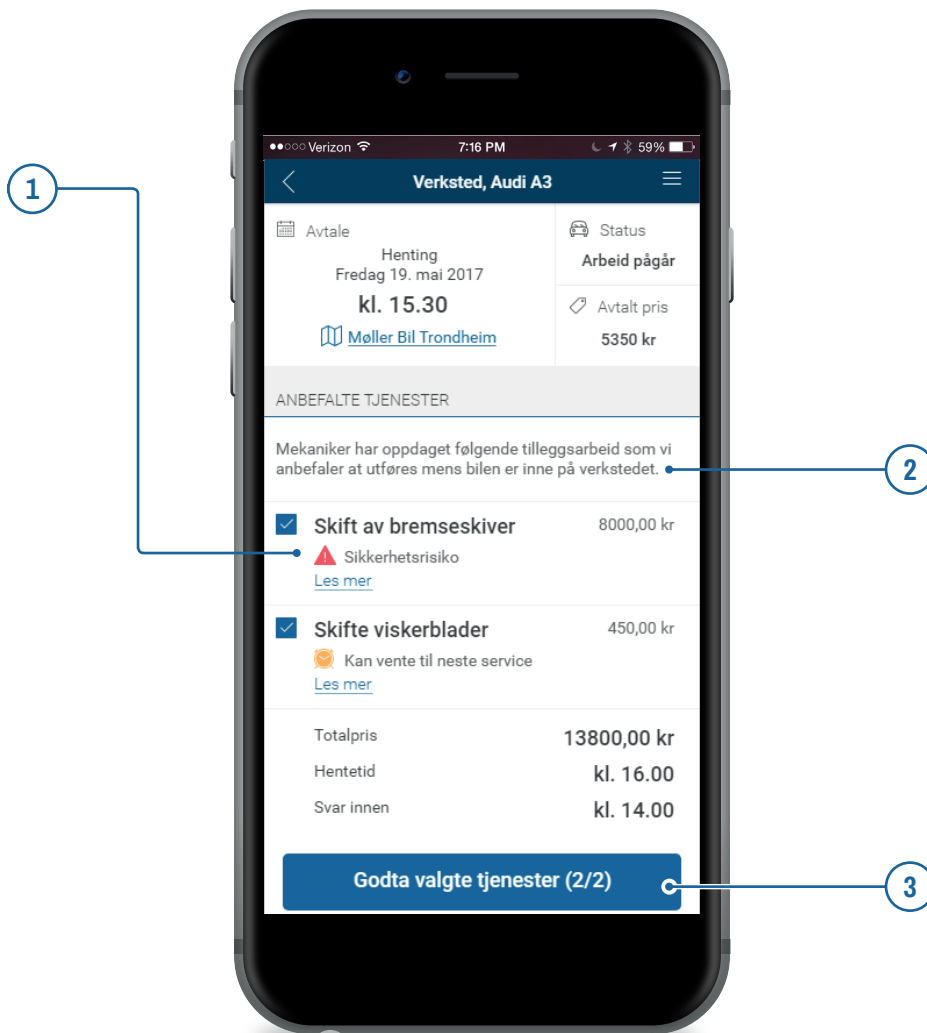 Verizon 7:16 PM 59%
Verksted, Audi A3
Avtale
Henting
Fredag 19. mai 2017
kl. 15.30
Møller Bil Trondheim
Status
Arbeid pågår
Avtalt pris
5350 kr
ANBEFALTE TJENESTER
Mekaniker har oppdaget følgende tilleggsarbeid som vi
anbefaler at utføres mens bilen er inne på verkstedet.
2
1
Skift av bremseskiver 8000,00 kr
Sikkerhetsrisiko
Les mer
Skifte viskerblader 450,00 kr
Kan vente til neste service
Les mer
Totalpris 13800,00 kr
Hentetid kl. 16.00
Svar innen kl. 14.00
Godta valgte tjenester (2/2)
3